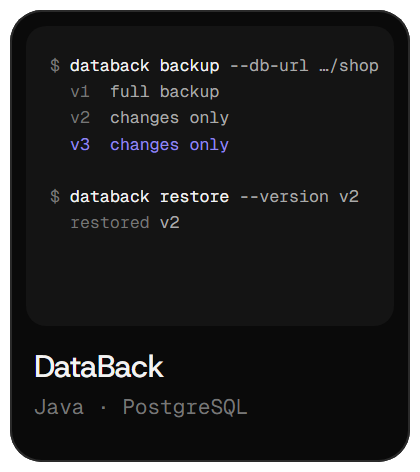 $ databack backup --db-url …/shop
v1 full backup
v2 changes only
v3 changes only
$ databack restore --version v2
restored v2
DataBack
Java · PostgreSQL